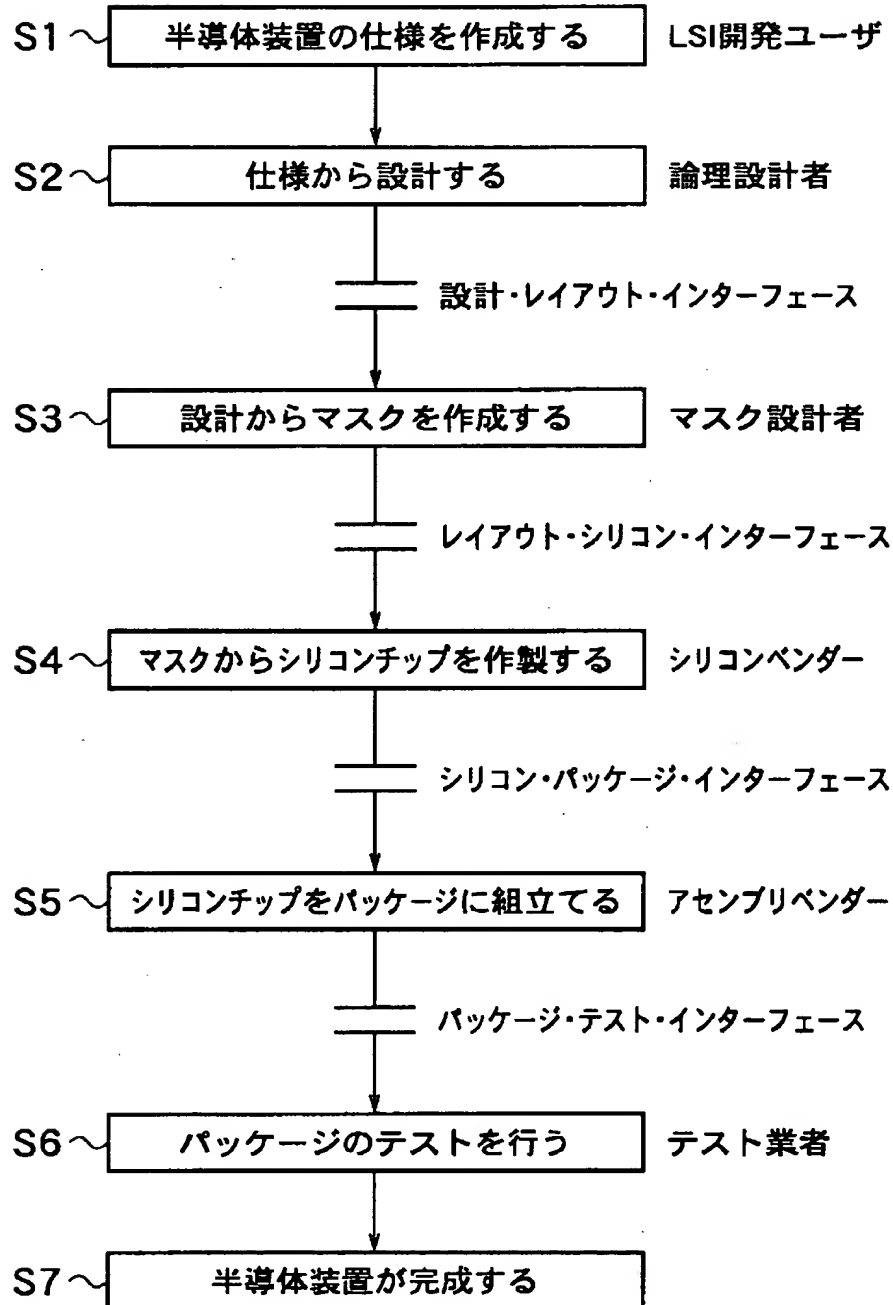 S1 半導体装置の仕様を作成する LSI開発ユーザ
S2 仕様から設計する 論理設計者
設計・レイアウト・インターフェース
S3 設計からマスクを作成する マスク設計者
レイアウト・シリコン・インターフェース
S4 マスクからシリコンチップを作製する シリコンベンダー
シリコン・パッケージ・インターフェース
S5 シリコンチップをパッケージに組立てる アセンブリベンダー
パッケージ・テスト・インターフェース
S6 パッケージのテストを行う テスト業者
S7 半導体装置が完成する